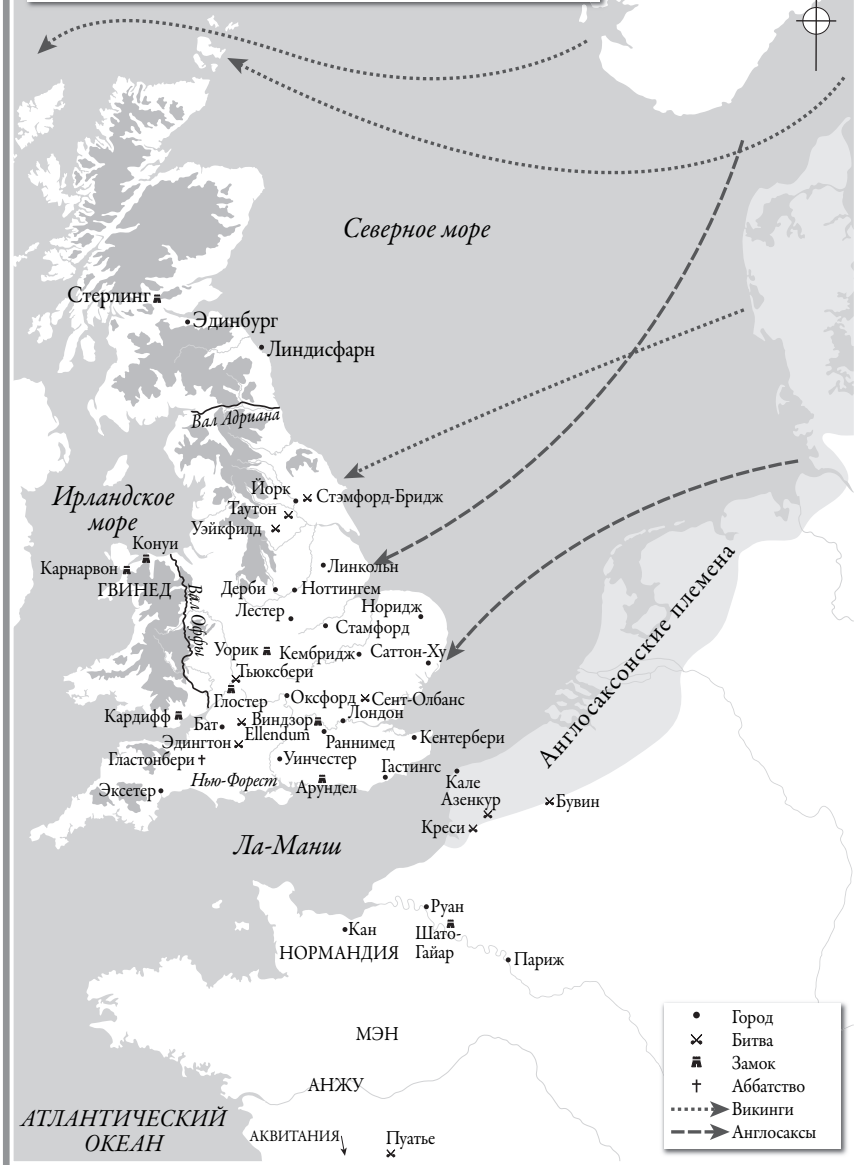 Северное море
Стерлинг
Эдинбург
Линдисфарн
Вал Адриана
Ирландское
море
Йорк
Стэмфорд-Бридж
Таутон
Уэйкфилд
Конуи
Карнарвон
ГВИНЕД
Вал Оффы
Линкольн
Дерби
Ноттингем
Лестер
Норидж
Стамфорд
Уорик
Кембридж
Саттон-Ху
Тьюксбери
Глостер
Оксфорд
Сент-Олбанс
Кардифф
Бат
Виндзор
Лондон
Ellendum
Эдингтон
Раннимед
Кентербери
Гластонбери
Уинчестер
Гастингс
Нью-Форест
Арундел
Эксетер
Англосаксонские племена
Кале
Азенкур
Бувин
Креси
Ла-Манш
Руан
Кан
Шато-
Гайар
НОРМАНДИЯ
Париж
МЭН
АНЖУ
АТЛАНТИЧЕСКИЙ
ОКЕАН
АКВИТАНИЯ
Пуатье
Город
Битва
Замок
Аббатство
Викинги
Англосаксы